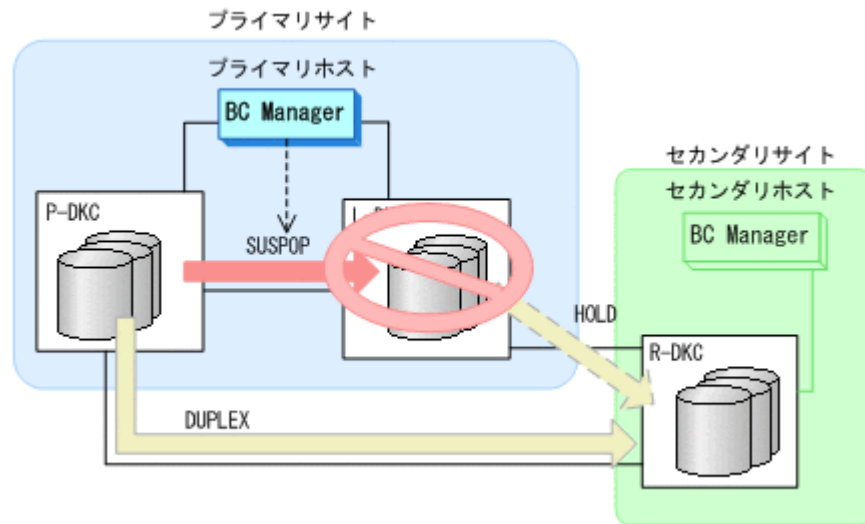 プライマリサイト
プライマリホスト
BC Manager
セカンダリサイト
セカンダリホスト
BC Manager
P-DKC
SUSPOP
HOLD
R-DKC
DUPLEX